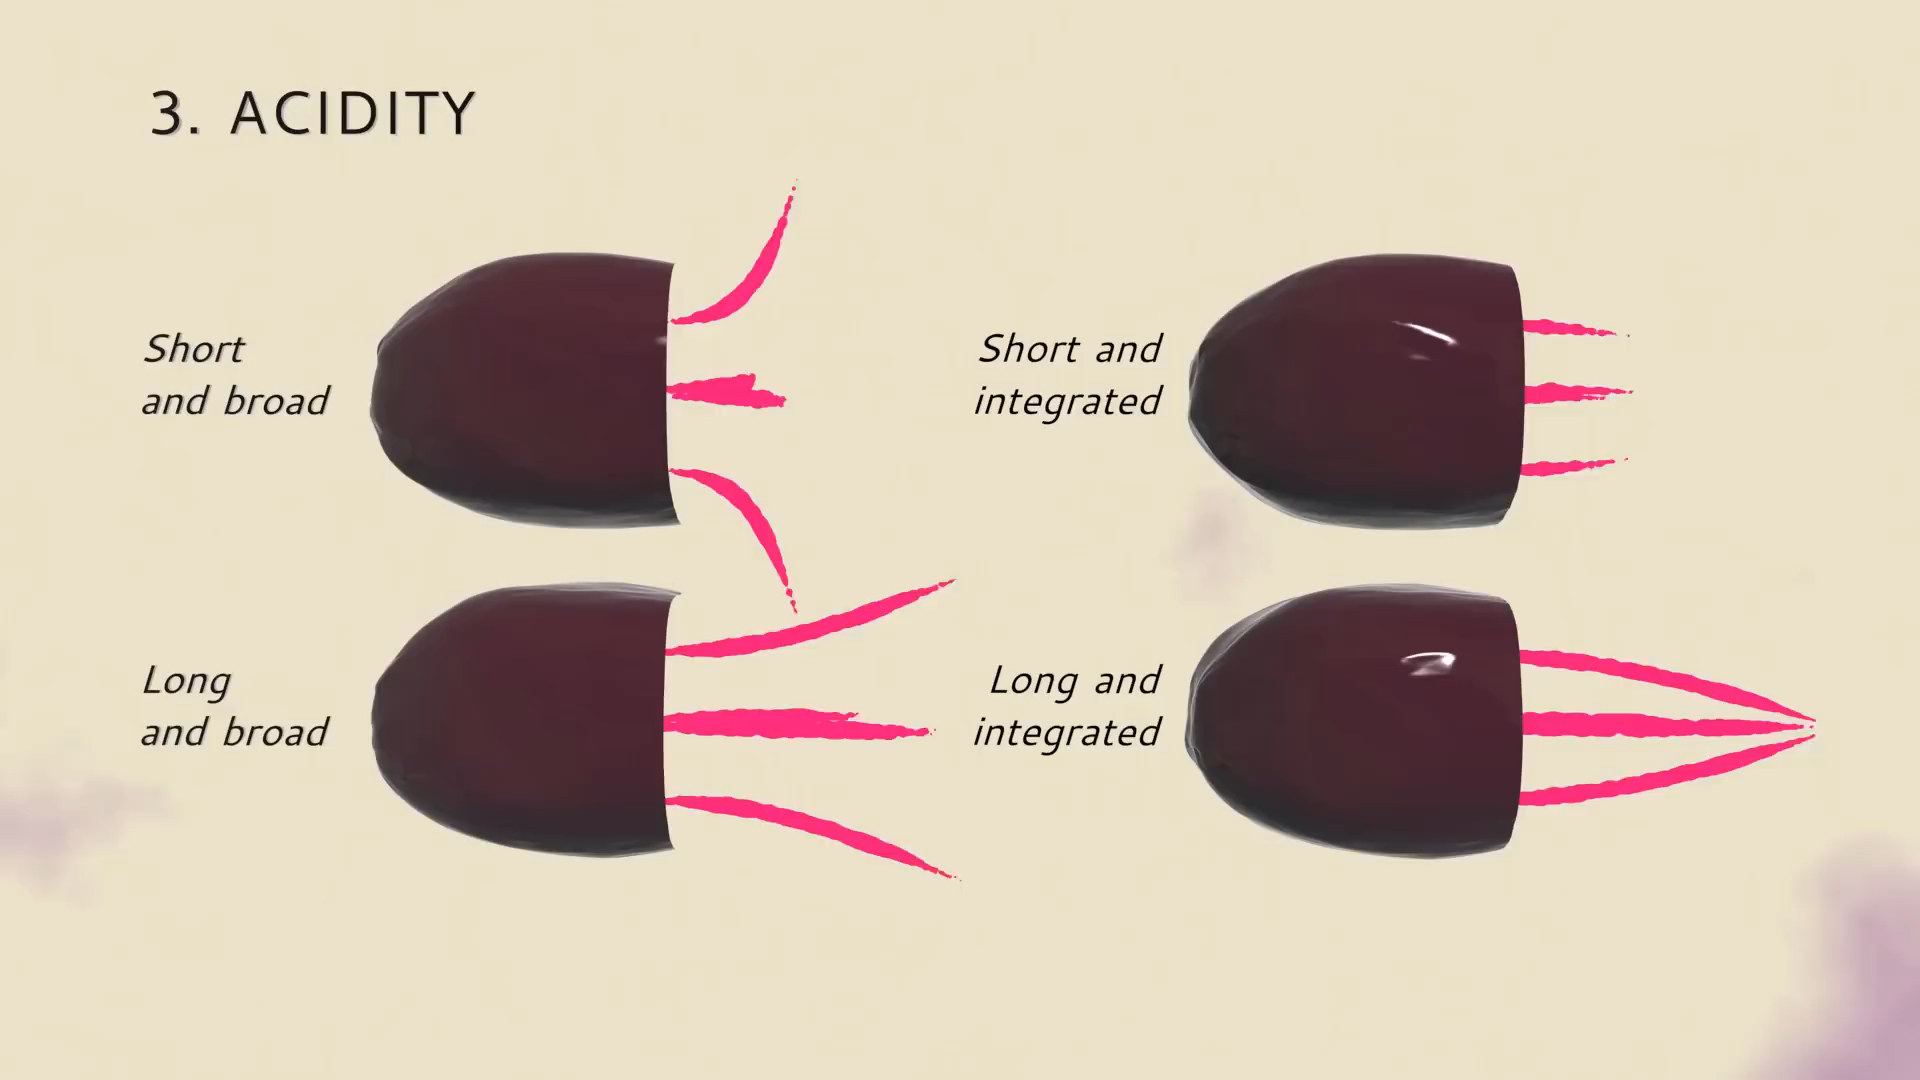 3. ACIDITY
Short
and broad
Short and
integrated
Long
and broad
Long and
integrated